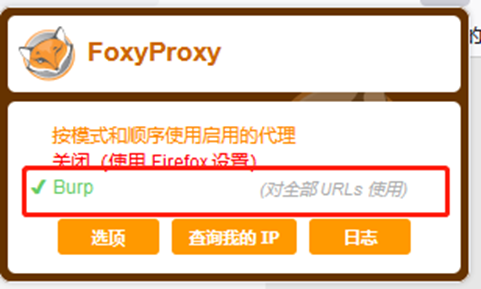 的
FoxyProxy
按模式和顺序使用启用的代理
关闭（使用 Firefox 设置）
✔ Burp (对全部 URLs 使用)
选项 查询我的 IP 日志